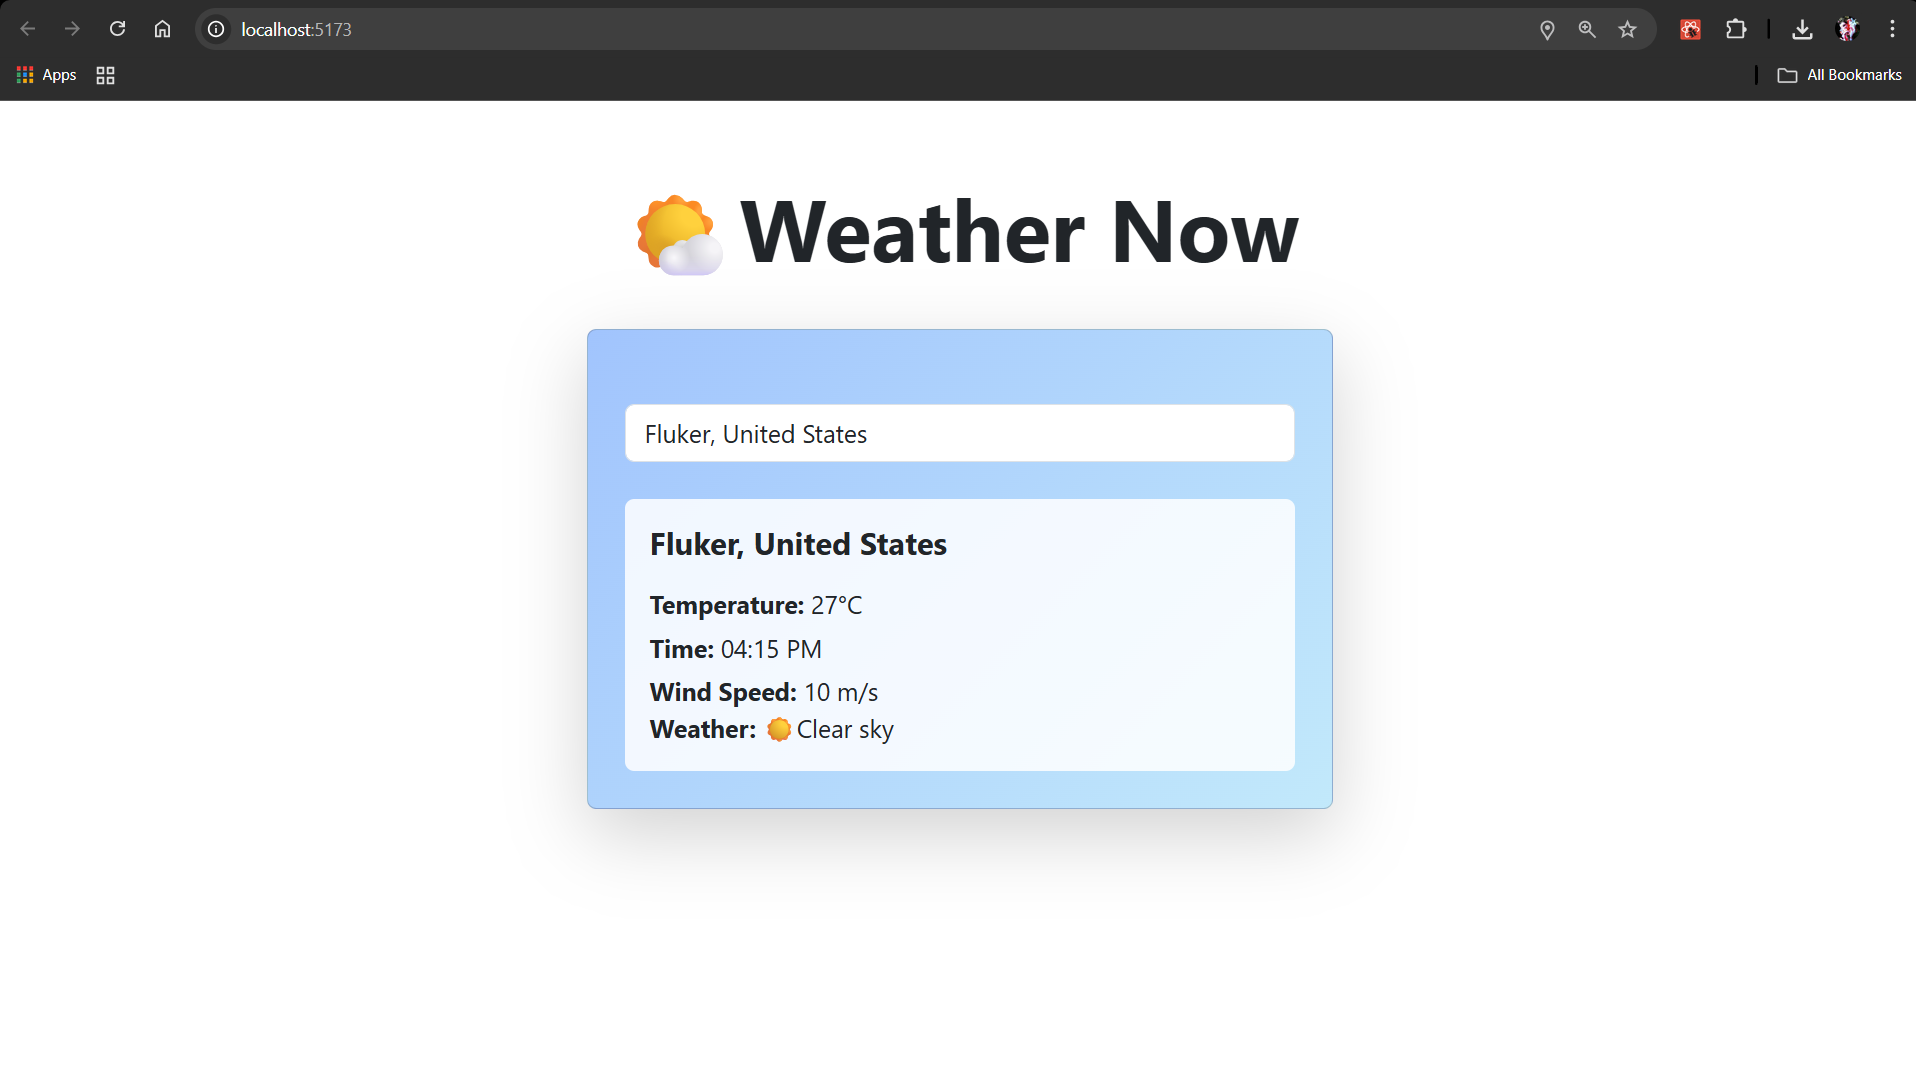 localhost:5173
Apps
All Bookmarks
Weather Now
Fluker, United States
Fluker, United States
Temperature: 27°C
Time: 04:15 PM
Wind Speed: 10 m/s
Weather: Clear sky